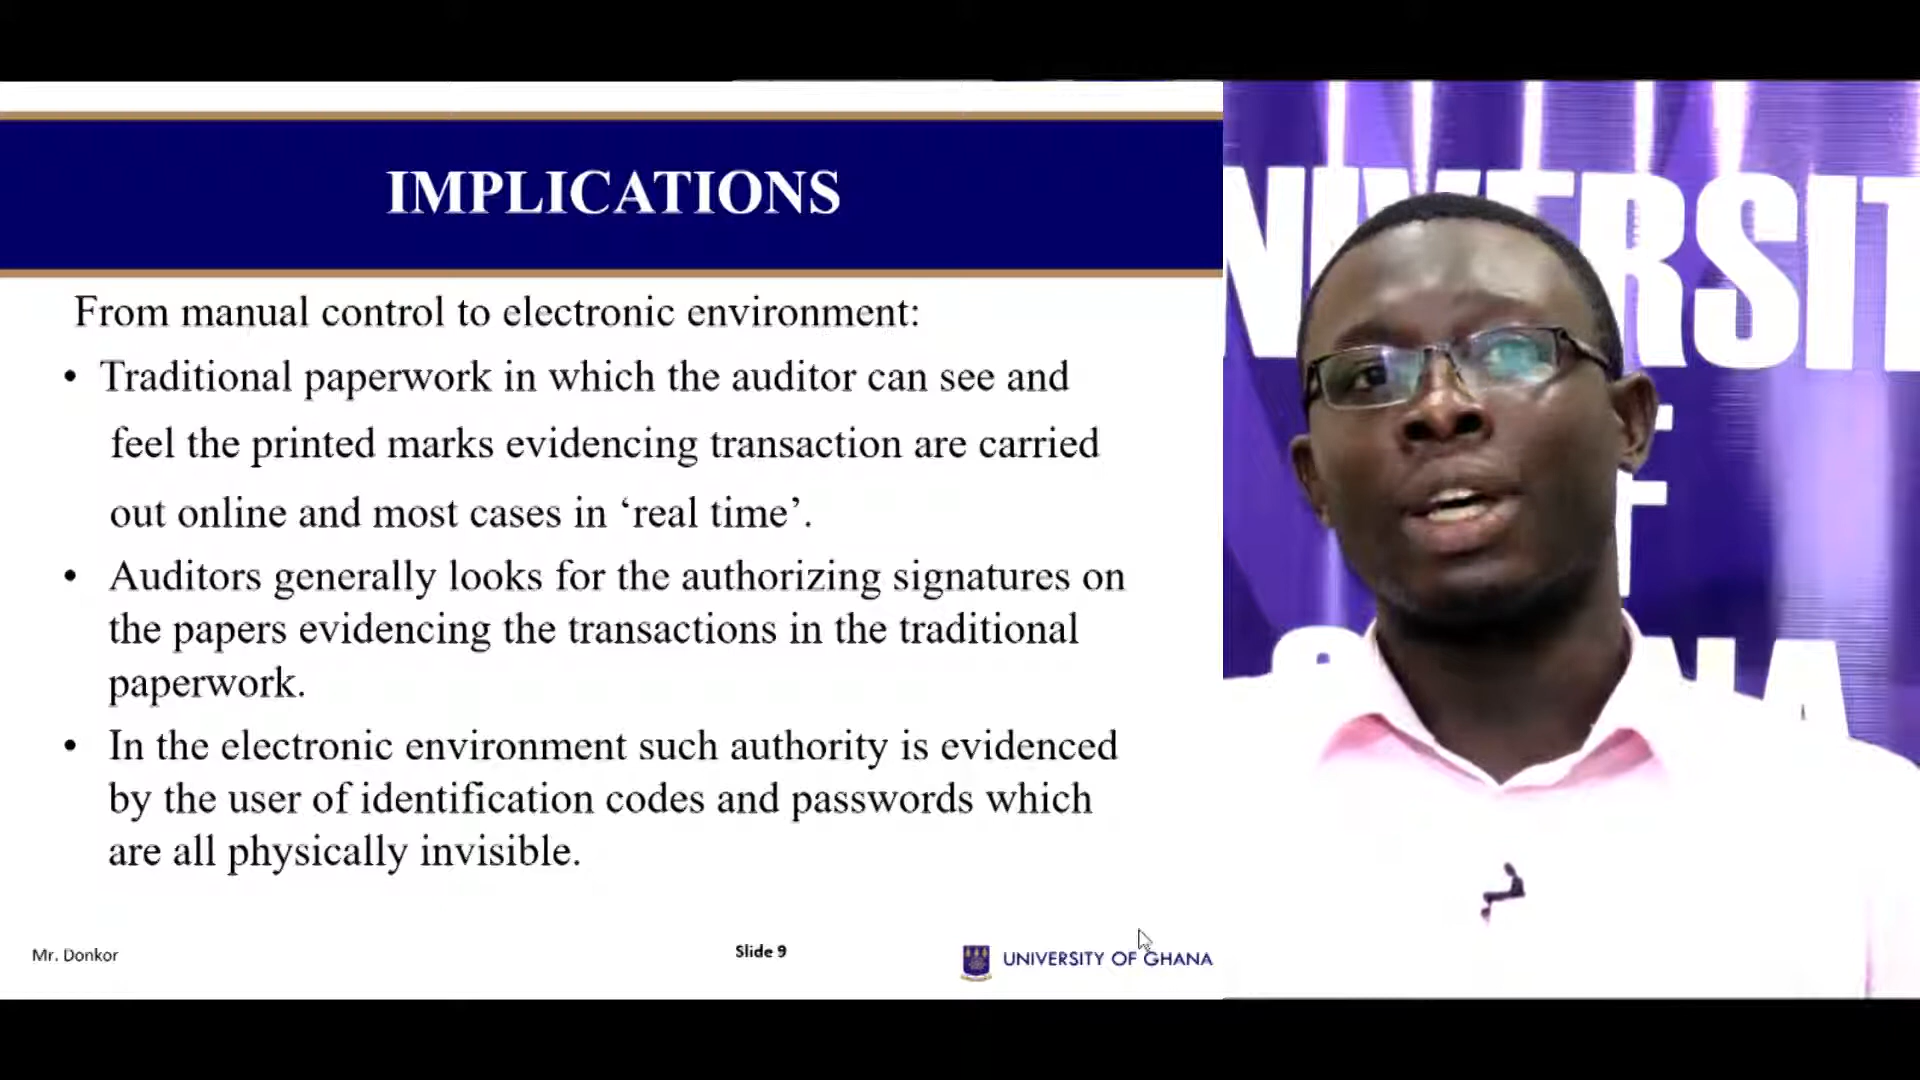 IMPLICATIONS
From manual control to electronic environment:
• Traditional paperwork in which the auditor can see and
feel the printed marks evidencing transaction are carried
out online and most cases in ‘real time’.
• Auditors generally looks for the authorizing signatures on
the papers evidencing the transactions in the traditional
paperwork.
• In the electronic environment such authority is evidenced
by the user of identification codes and passwords which
are all physically invisible.
Mr. Donkor
Slide 9
UNIVERSITY OF GHANA